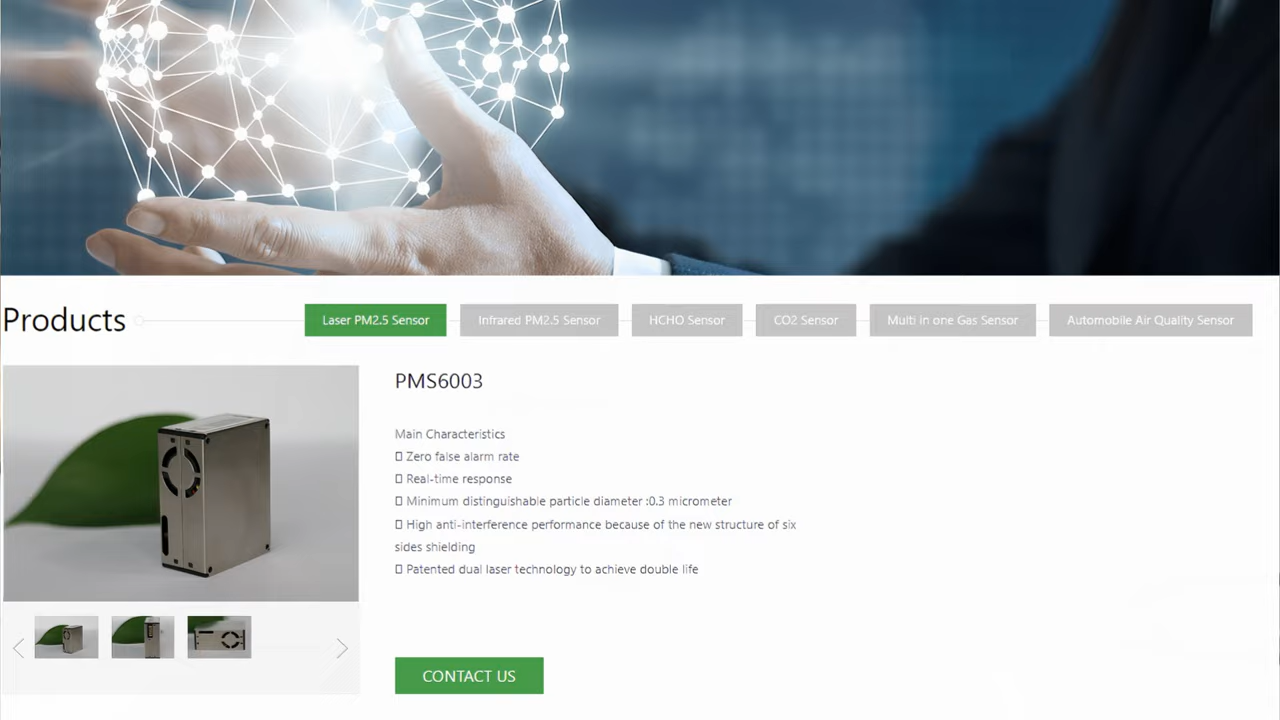 Products
Laser PM2.5 Sensor
Infrared PM2.5 Sensor
HCHO Sensor
CO2 Sensor
Multi in one Gas Sensor
Automobile Air Quality Sensor
PMS6003
Main Characteristics
Zero false alarm rate
Real-time response
Minimum distinguishable particle diameter :0.3 micrometer
High anti-interference performance because of the new structure of six
sides shielding
Patented dual laser technology to achieve double life
CONTACT US